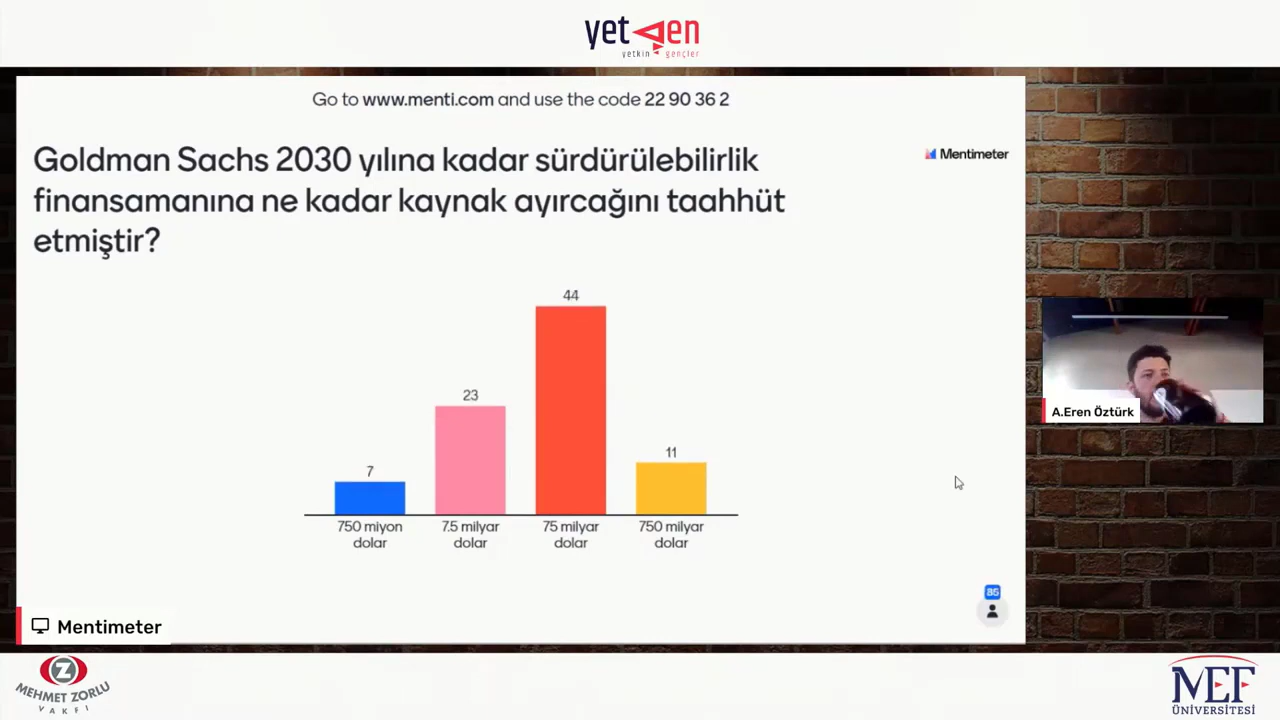 yetgen
yetkin gençler
Go to www.menti.com and use the code 22 90 36 2
Goldman Sachs 2030 yılına kadar sürdürülebilirlik
finansamanına ne kadar kaynak ayırcağını taahhüt
etmiştir?
Mentimeter
44
23
11
7
750 miyon
dolar
7.5 milyar
dolar
75 milyar
dolar
750 milyar
dolar
A.Eren Öztürk
85
Mentimeter
Z
MEHMET ZORLU
VAKFI
MEF
ÜNİVERSİTESİ